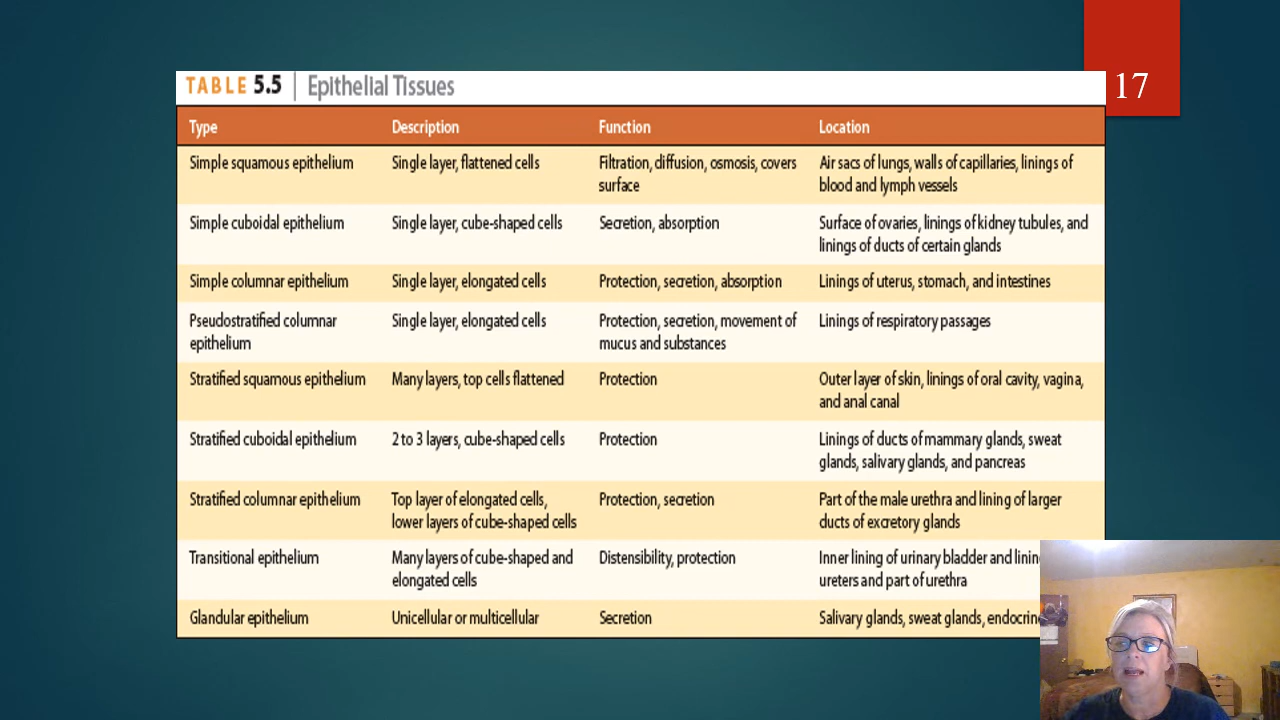 TABLE 5.5 | Epithelial Tissues
17
Type Description Function Location
Simple squamous epithelium Single layer, flattened cells Filtration, diffusion, osmosis, covers Air sacs of lungs, walls of capillaries, linings of
surface blood and lymph vessels
Simple cuboidal epithelium Single layer, cube-shaped cells Secretion, absorption Surface of ovaries, linings of kidney tubules, and
linings of ducts of certain glands
Simple columnar epithelium Single layer, elongated cells Protection, secretion, absorption Linings of uterus, stomach, and intestines
Pseudostratified columnar Single layer, elongated cells Protection, secretion, movement of Linings of respiratory passages
epithelium mucus and substances
Stratified squamous epithelium Many layers, top cells flattened Protection Outer layer of skin, linings of oral cavity, vagina,
and anal canal
Stratified cuboidal epithelium 2 to 3 layers, cube-shaped cells Protection Linings of ducts of mammary glands, sweat
glands, salivary glands, and pancreas
Stratified columnar epithelium Top layer of elongated cells, Protection, secretion Part of the male urethra and lining of larger
lower layers of cube-shaped cells ducts of excretory glands
Transitional epithelium Many layers of cube-shaped and Distensibility, protection Inner lining of urinary bladder and
elongated cells ureters and part of urethra
Glandular epithelium Unicellular or multicellular Secretion Salivary glands, sweat glands,